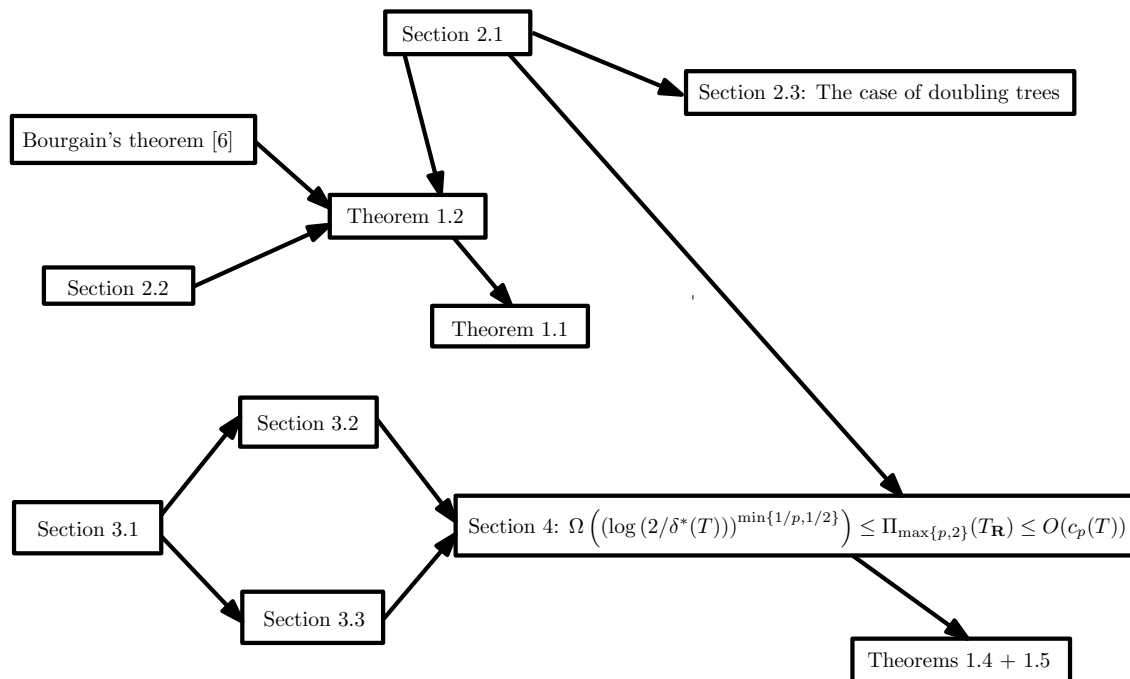 Section 2.1
Section 2.3: The case of doubling trees
Bourgain's theorem [6]
Theorem 1.2
Section 2.2
Theorem 1.1
Section 3.2
Section 3.1
Section 4: Ω((log (2/δ*(T)))^{min{1/p,1/2}}) ≤ Π_{max{p,2}}(T_𝐑) ≤ O(c_p(T))
Section 3.3
Theorems 1.4 + 1.5